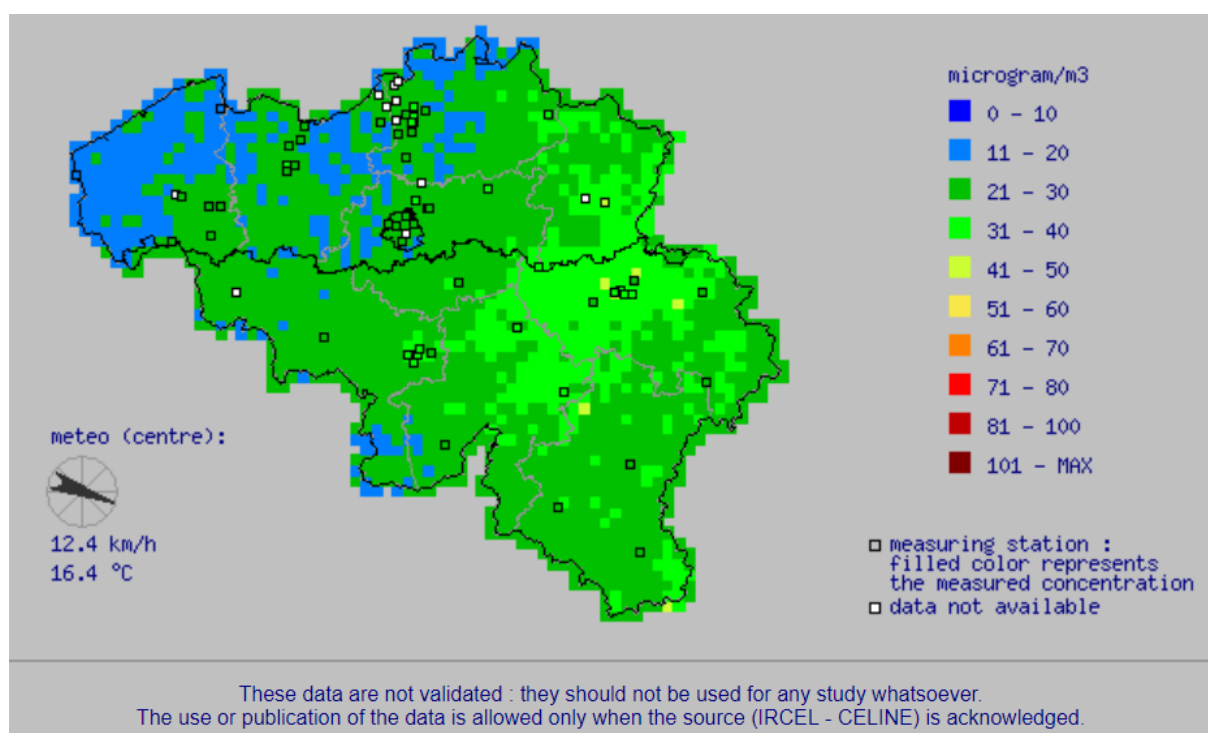 microgram/m3
0 - 10
11 - 20
21 - 30
31 - 40
41 - 50
51 - 60
61 - 70
71 - 80
81 - 100
101 - MAX
meteo (centre):
12.4 km/h
16.4 °C
measuring station :
filled color represents
the measured concentration
data not available
These data are not validated : they should not be used for any study whatsoever.
The use or publication of the data is allowed only when the source (IRCEL - CELINE) is acknowledged.